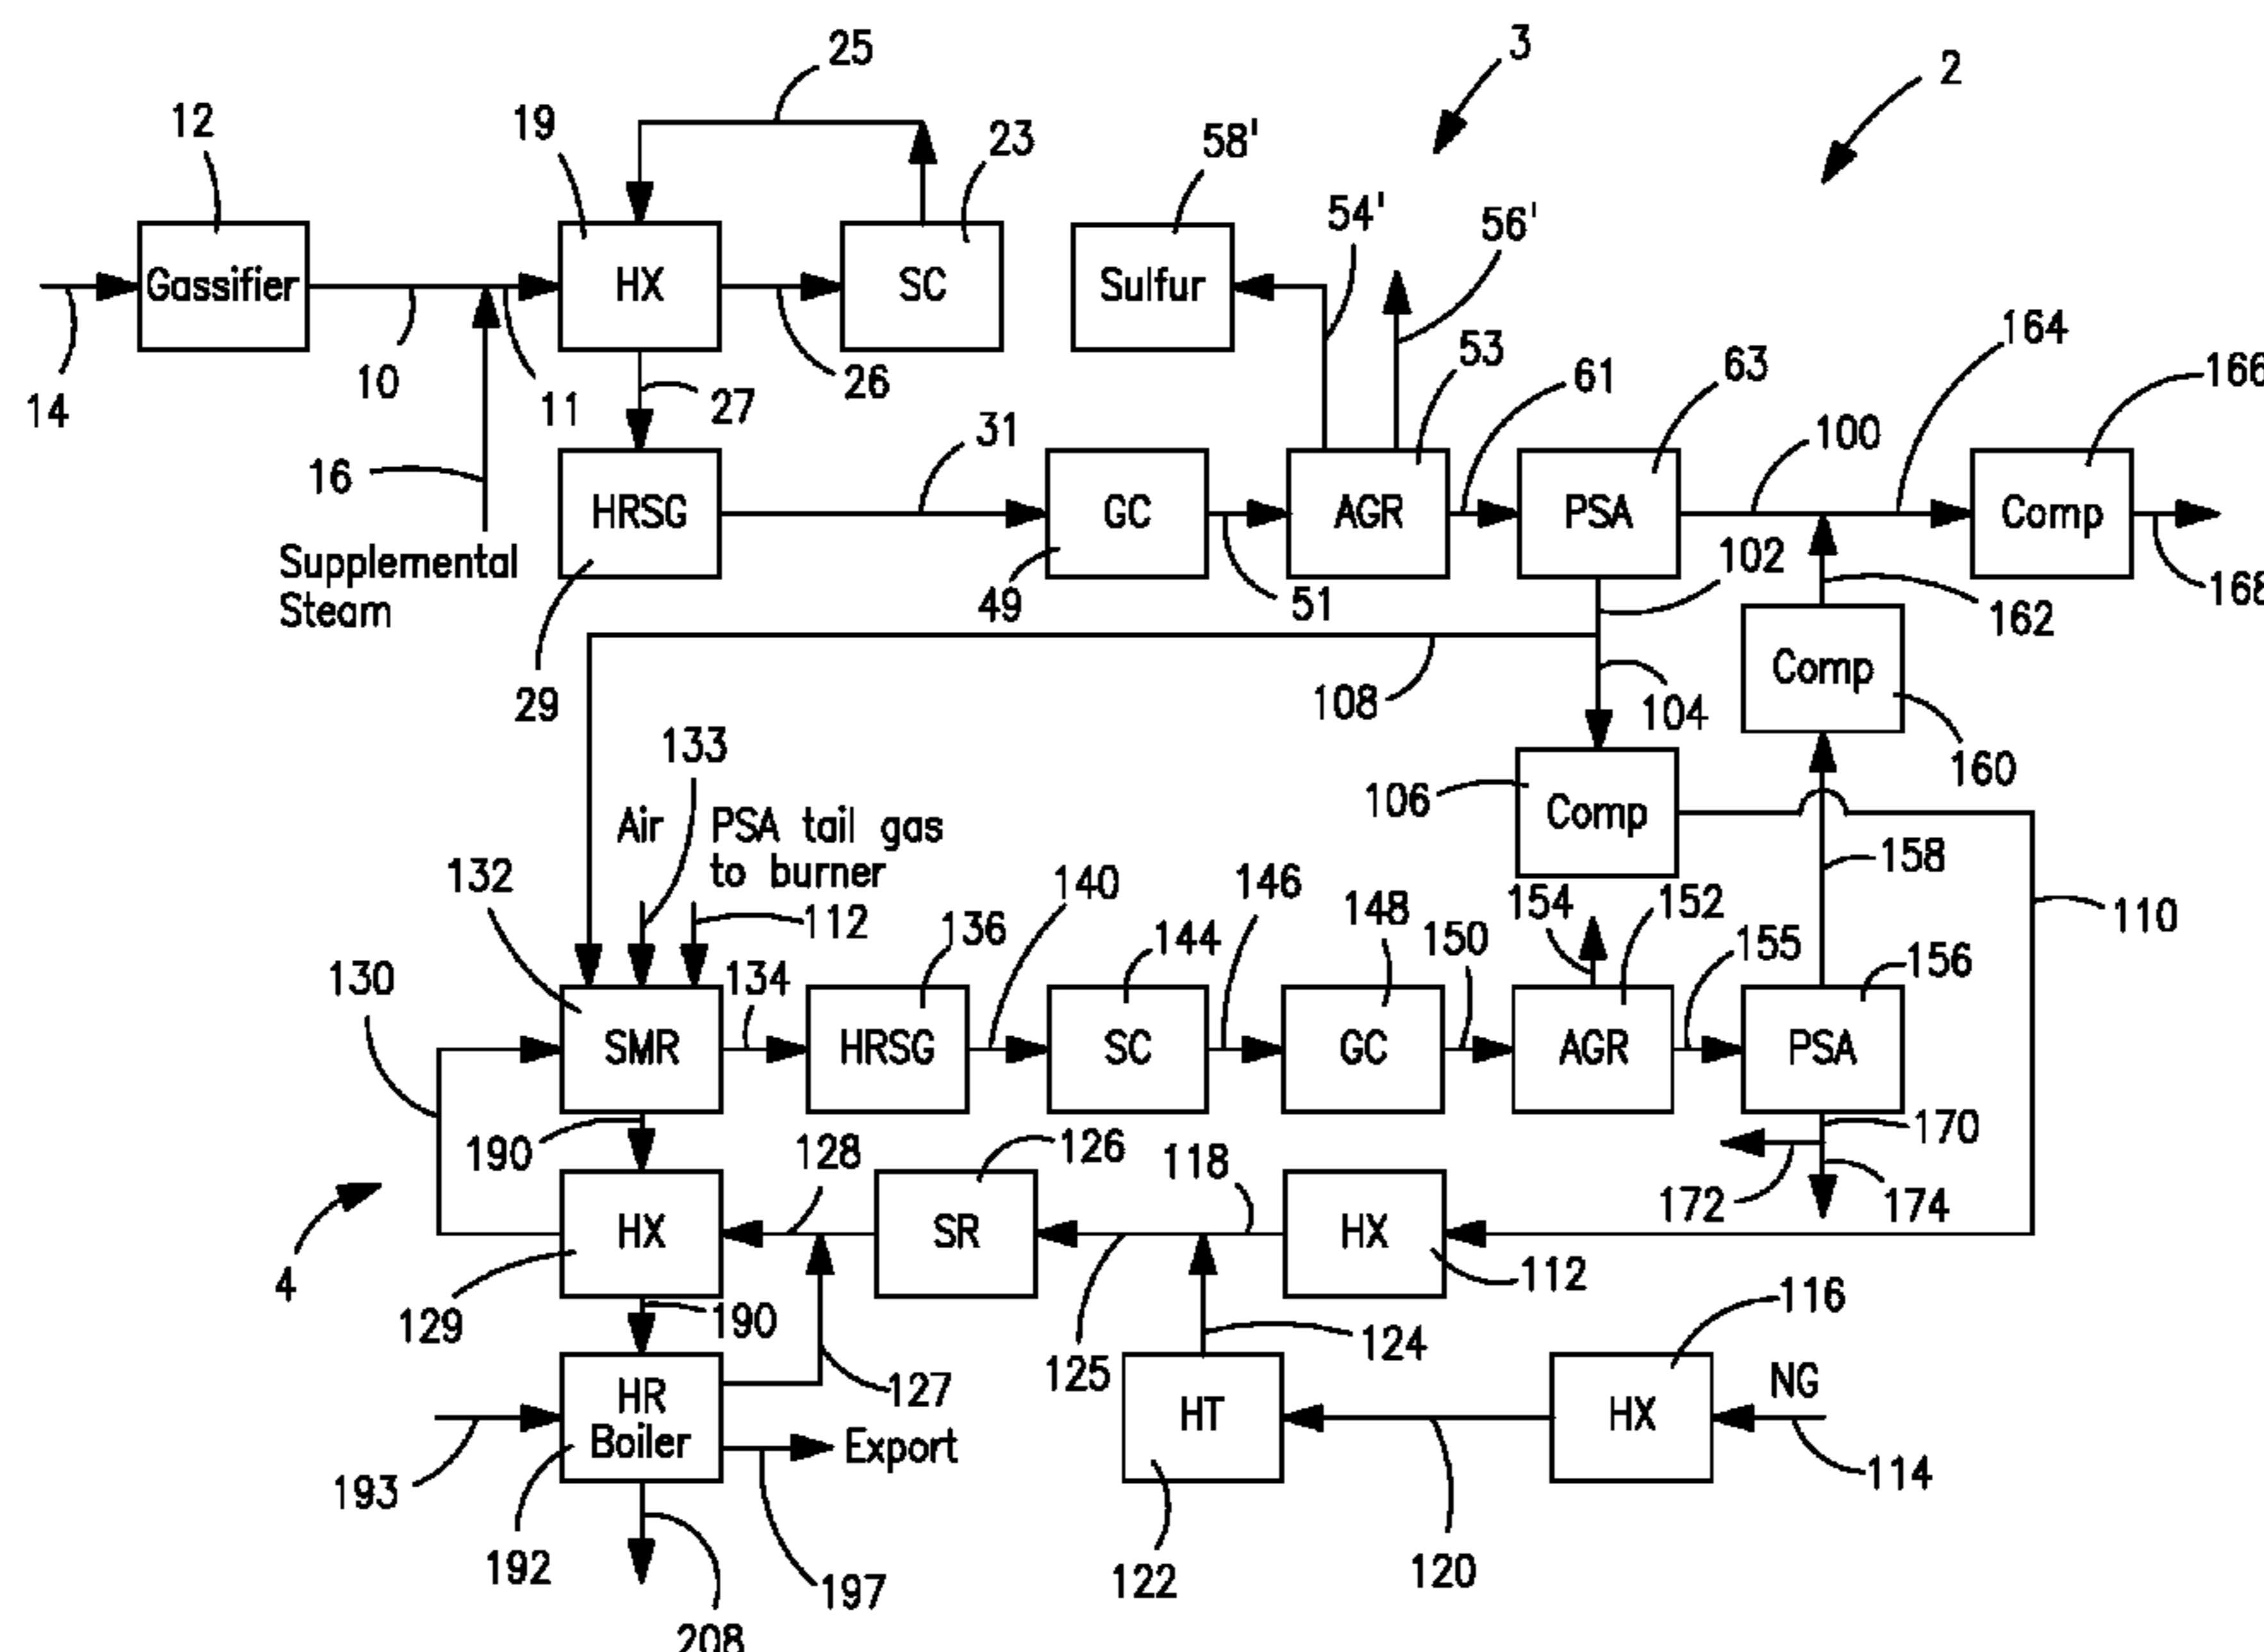 25
3
2
12
19
23
58'
54'
56'
Gassifier
HX
SC
Sulfur
53
61
63
164
166
14
10
11
27
26
31
100
16
HRSG
GC
AGR
PSA
Comp
102
Supplemental
Steam
49
51
162
168
29
108
104
Comp
160
133
106
Comp
Air
PSA tail gas
to burner
132
112
140
146
148
154
152
158
110
130
134
136
144
150
155
156
SMR
HRSG
SC
GC
AGR
PSA
190
128
126
118
170
172
174
HX
SR
HX
112
4
129
190
127
125
124
116
NG
HR
Boiler
Export
HT
HX
114
193
192
197
122
120
208